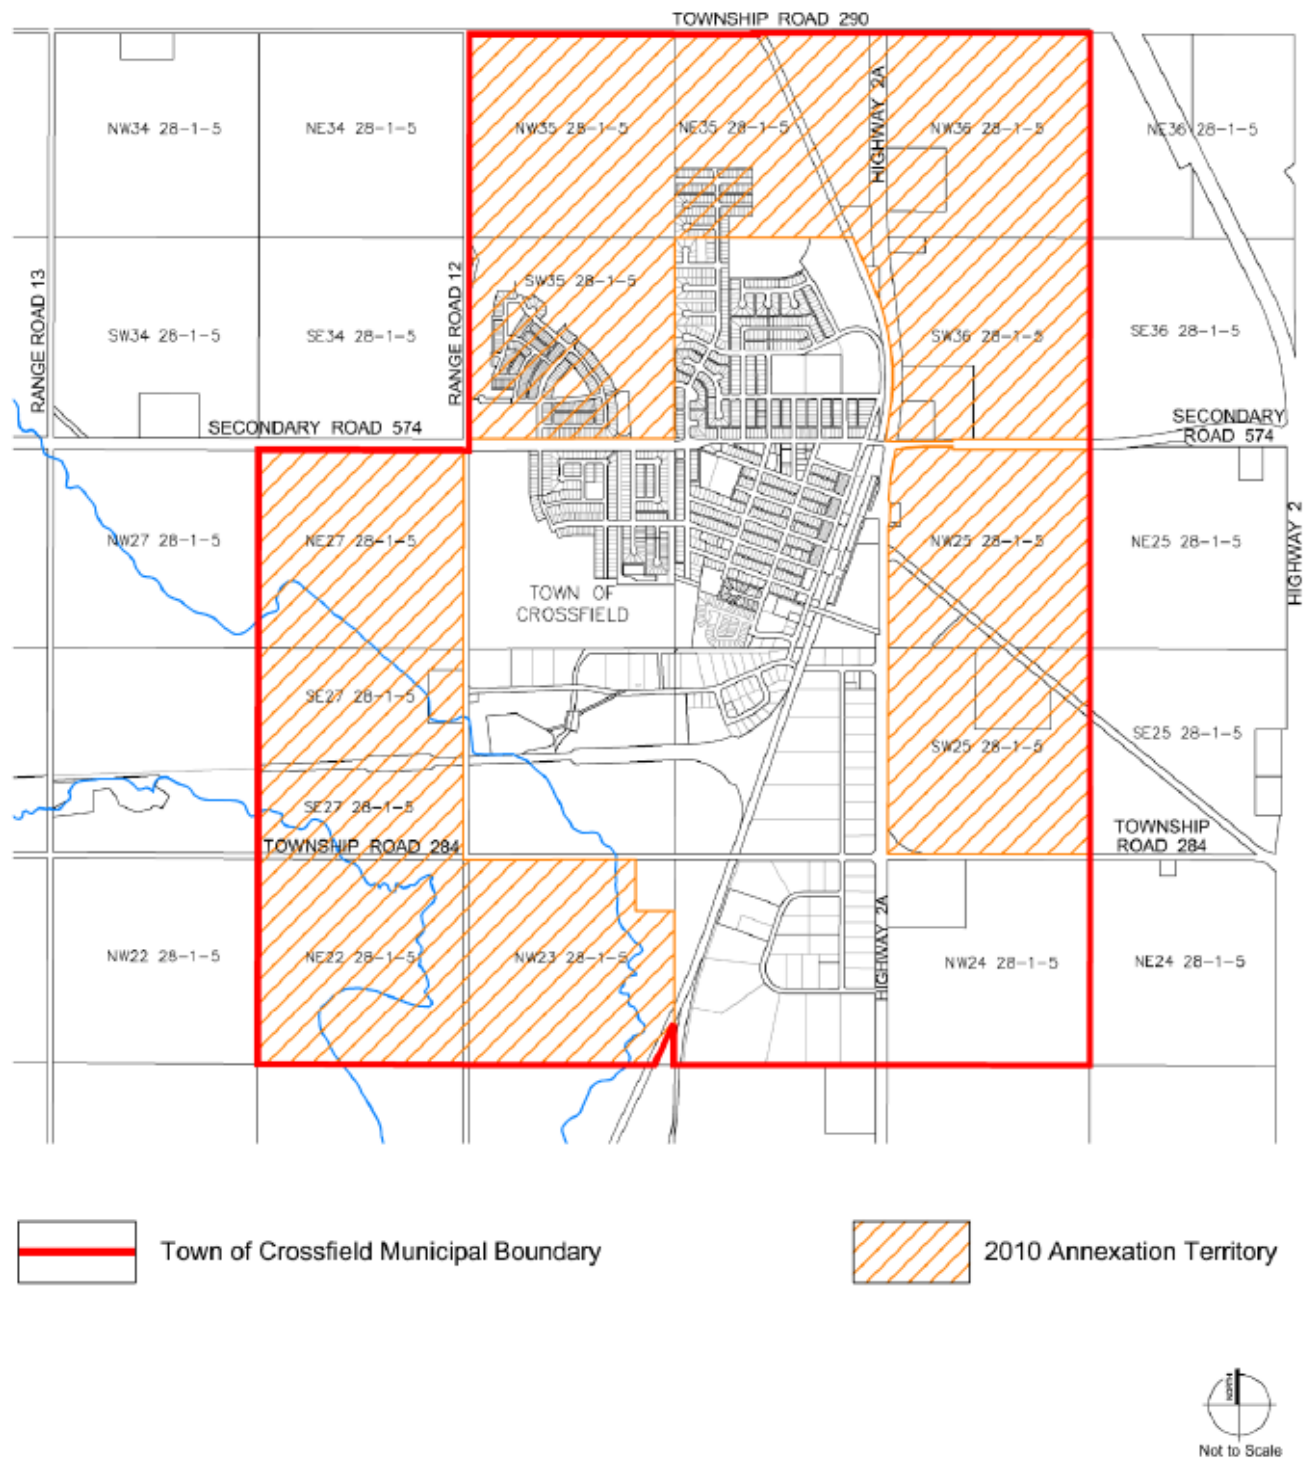 TOWNSHIP ROAD 290
NW34 28-1-5
NE34 28-1-5
NW35 28-1-5
NE35 28-1-5
HIGHWAY 2A
NW36 28-1-5
NE36 28-1-5
RANGE ROAD 13
SW34 28-1-5
SE34 28-1-5
RANGE ROAD 12
SW35 28-1-5
SW36 28-1-5
SE36 28-1-5
SECONDARY ROAD 574
SECONDARY
ROAD 574
NW27 28-1-5
NE27 28-1-5
NW25 28-1-5
NE25 28-1-5
HIGHWAY 2
TOWN OF
CROSSFIELD
SE27 28-1-5
SW25 28-1-5
SE25 28-1-5
SE27 28-1-5
TOWNSHIP ROAD 284
TOWNSHIP
ROAD 284
NW22 28-1-5
NE22 28-1-5
NW23 28-1-5
HIGHWAY 2A
NW24 28-1-5
NE24 28-1-5
Town of Crossfield Municipal Boundary
2010 Annexation Territory
NORTH
Not to Scale